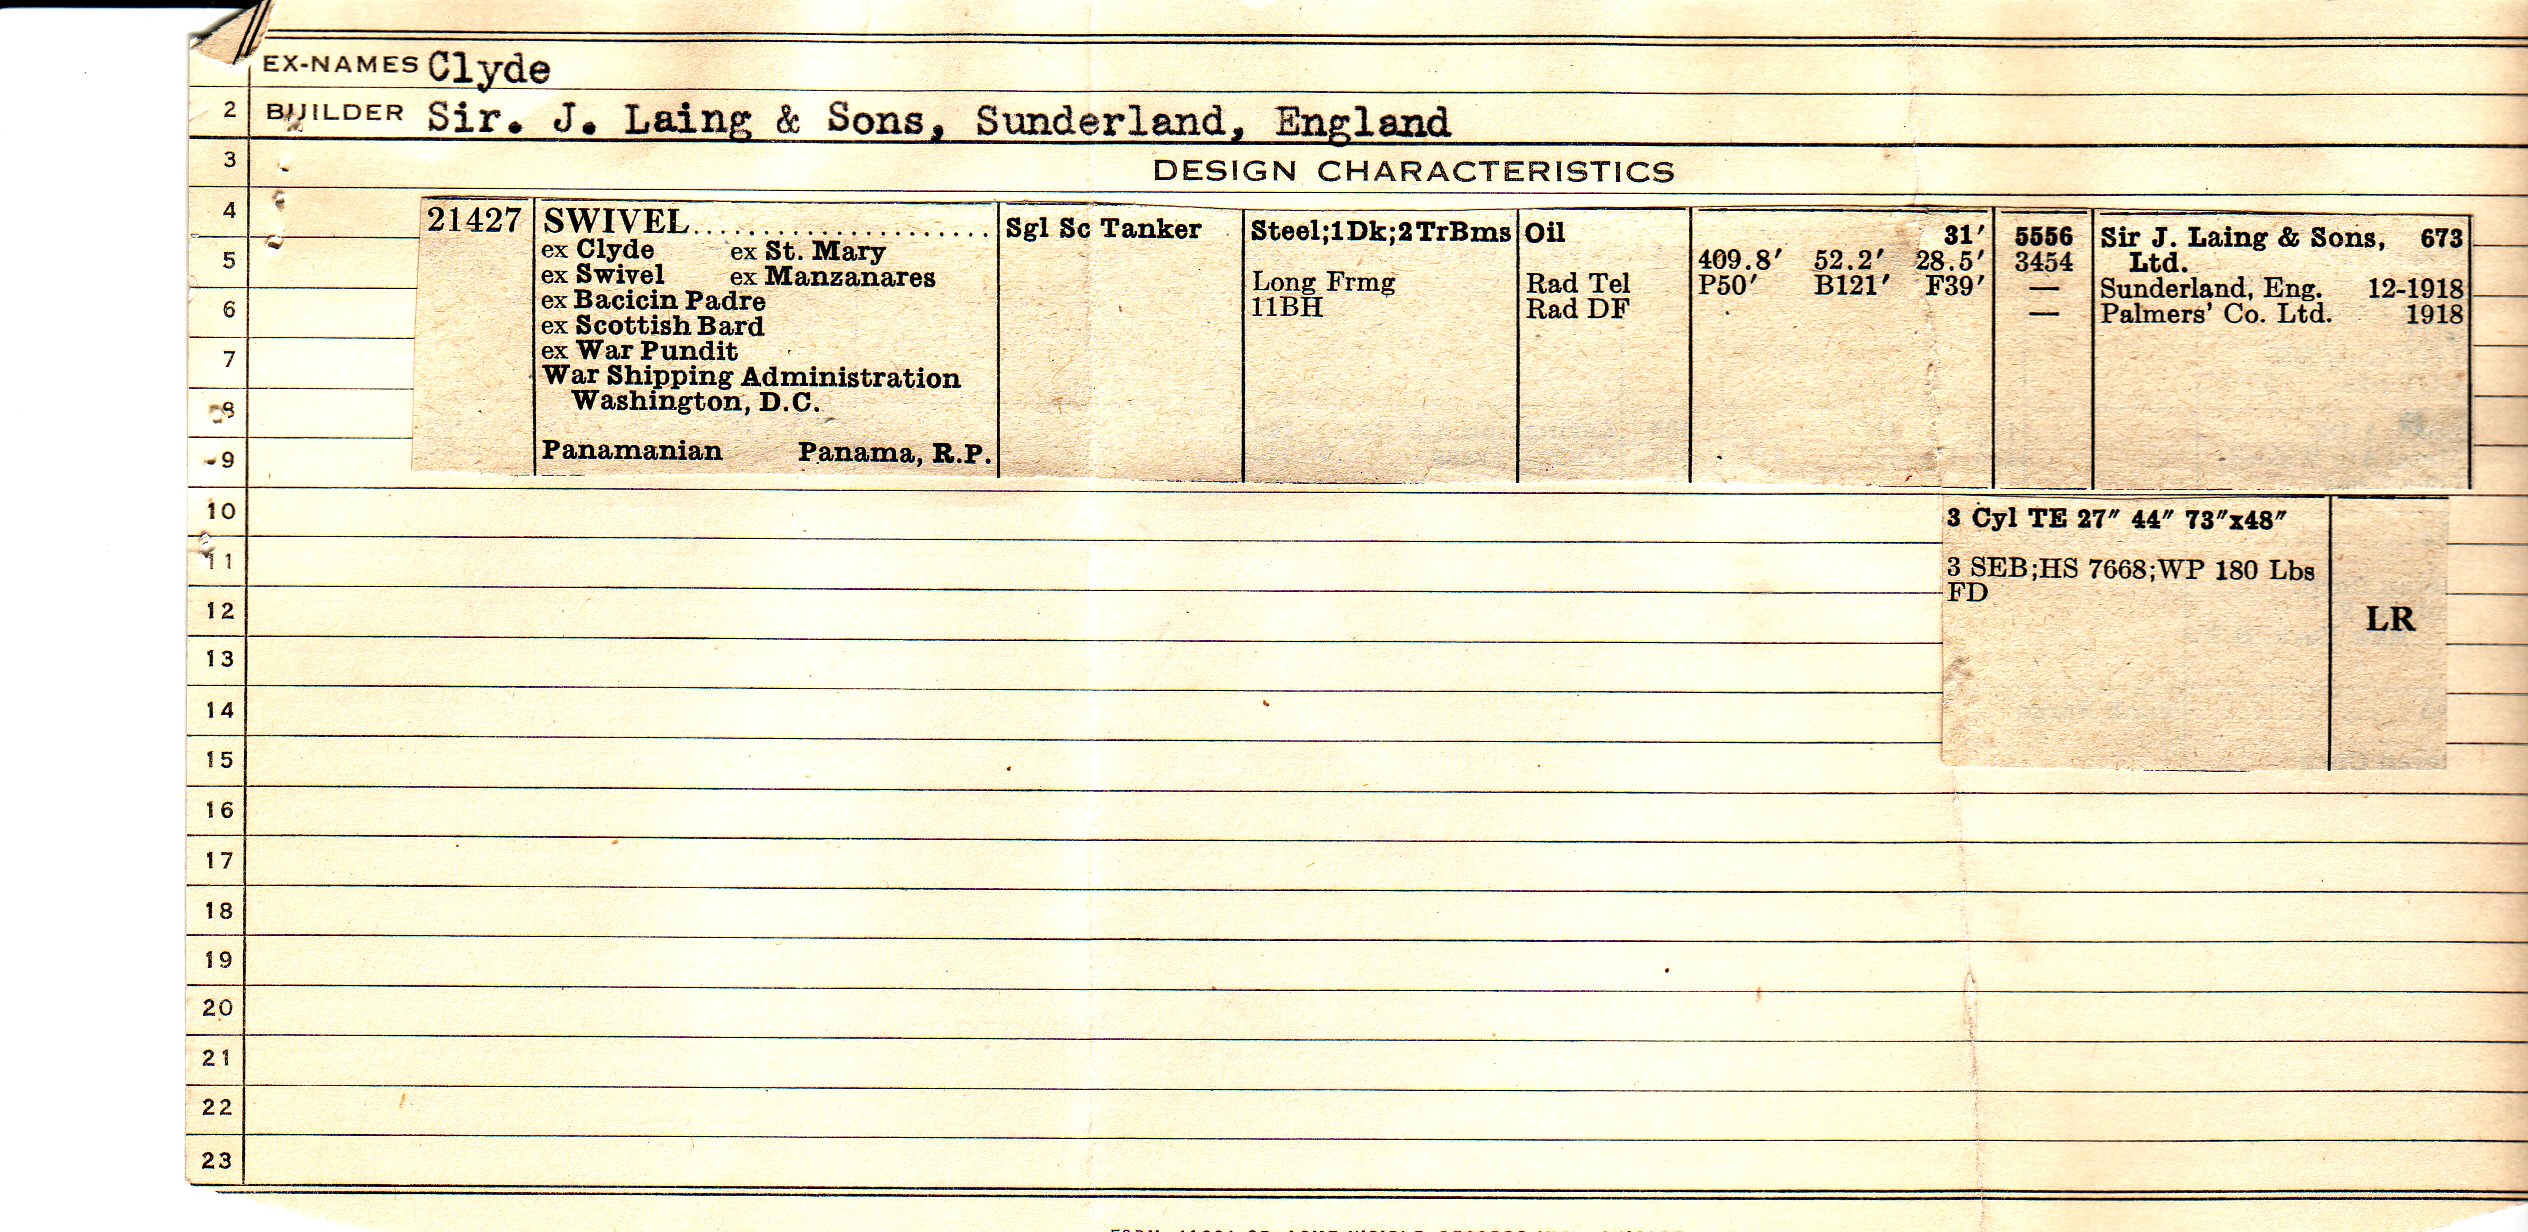 EX-NAMES Clyde
2 BUILDER Sir. J. Laing & Sons, Sunderland, England
3 DESIGN CHARACTERISTICS
4 21427 SWIVEL...................... Sgl Sc Tanker Steel;1Dk;2TrBms Oil 31′ 5556 Sir J. Laing & Sons, 673
ex Clyde ex St. Mary 409.8′ 52.2′ 28.5′ 3454 Ltd.
5 ex Swivel ex Manzanares Long Frmg Rad Tel P50′ B121′ F39′ — Sunderland, Eng. 12-1918
6 ex Bacicin Padre 11BH Rad DF — Palmers' Co. Ltd. 1918
ex Scottish Bard
7 ex War Pundit
War Shipping Administration
8 Washington, D.C.
9 Panamanian Panama, R.P.
10 3 Cyl TE 27″ 44″ 73″x48″
11 3 SEB;HS 7668;WP 180 Lbs
FD
12 LR
13
14
15
16
17
18
19
20
21
22
23